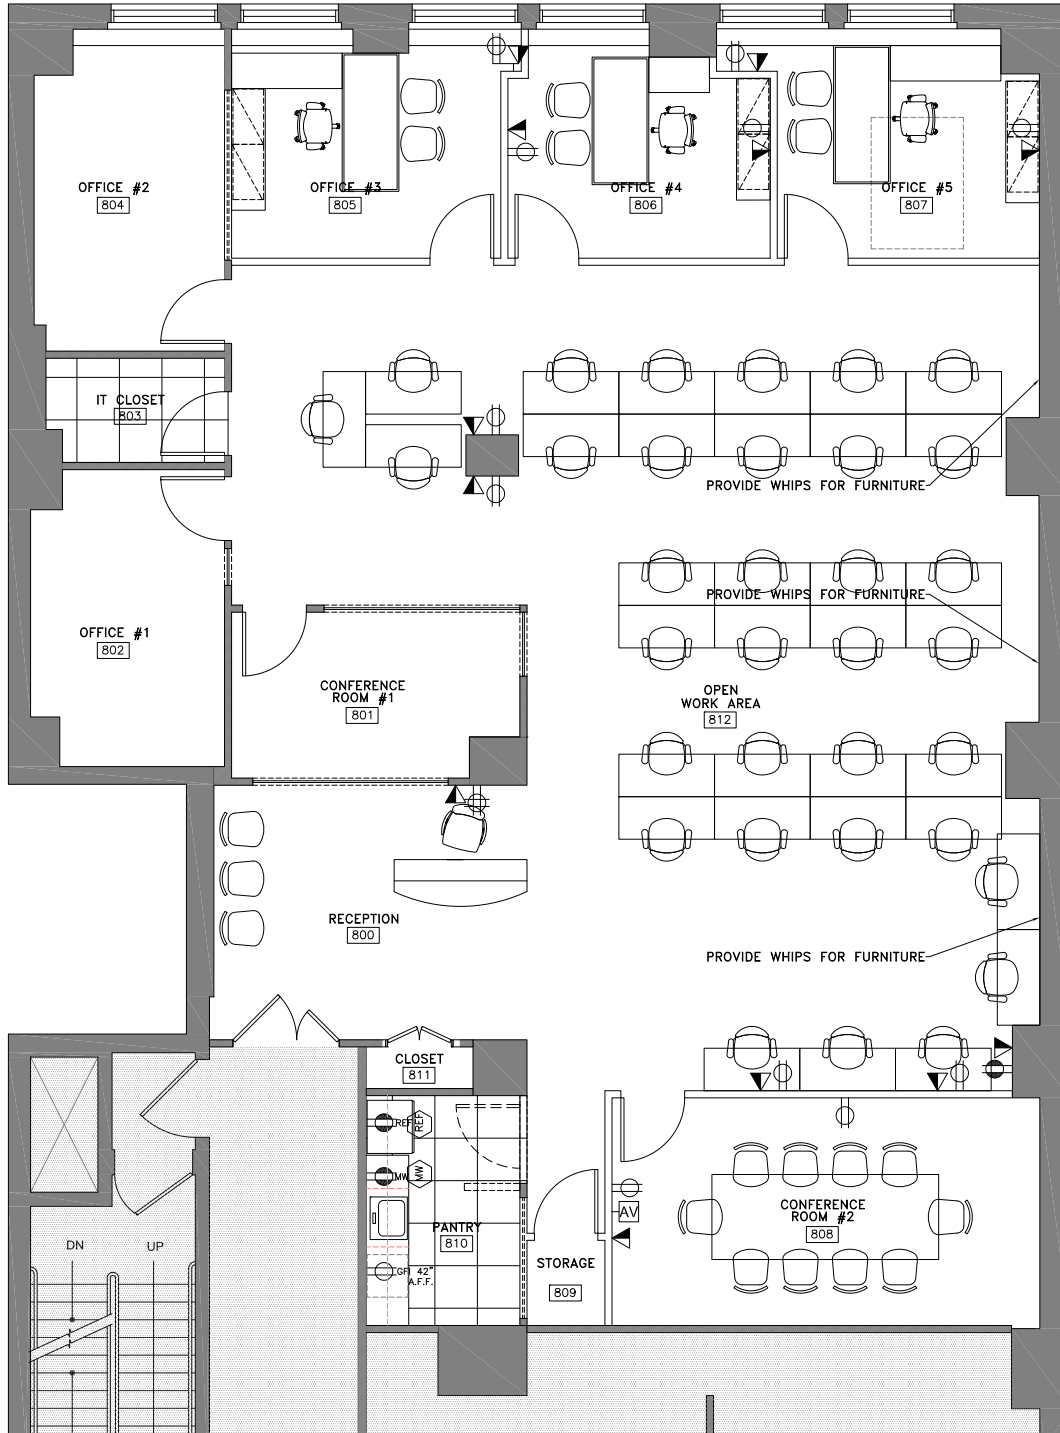 OFFICE #2
804
OFFICE #3
805
OFFICE #4
806
OFFICE #5
807
IT CLOSET
803
PROVIDE WHIPS FOR FURNITURE
PROVIDE WHIPS FOR FURNITURE
OFFICE #1
802
CONFERENCE
ROOM #1
801
OPEN
WORK AREA
812
RECEPTION
800
PROVIDE WHIPS FOR FURNITURE
CLOSET
811
REF
REF
MW
MW
PANTRY
810
GFI 42"
A.F.F.
AV
STORAGE
809
CONFERENCE
ROOM #2
808
DN
UP